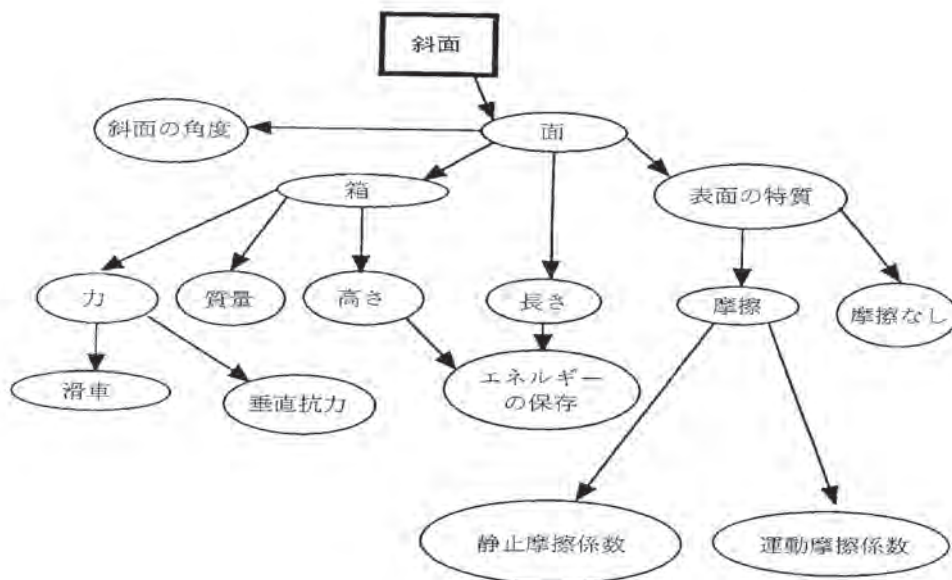 斜面
斜面の角度
面
箱
表面の特質
力
質量
高さ
長さ
摩擦
摩擦なし
滑車
垂直抗力
エネルギー
の保存
静止摩擦係数
運動摩擦係数